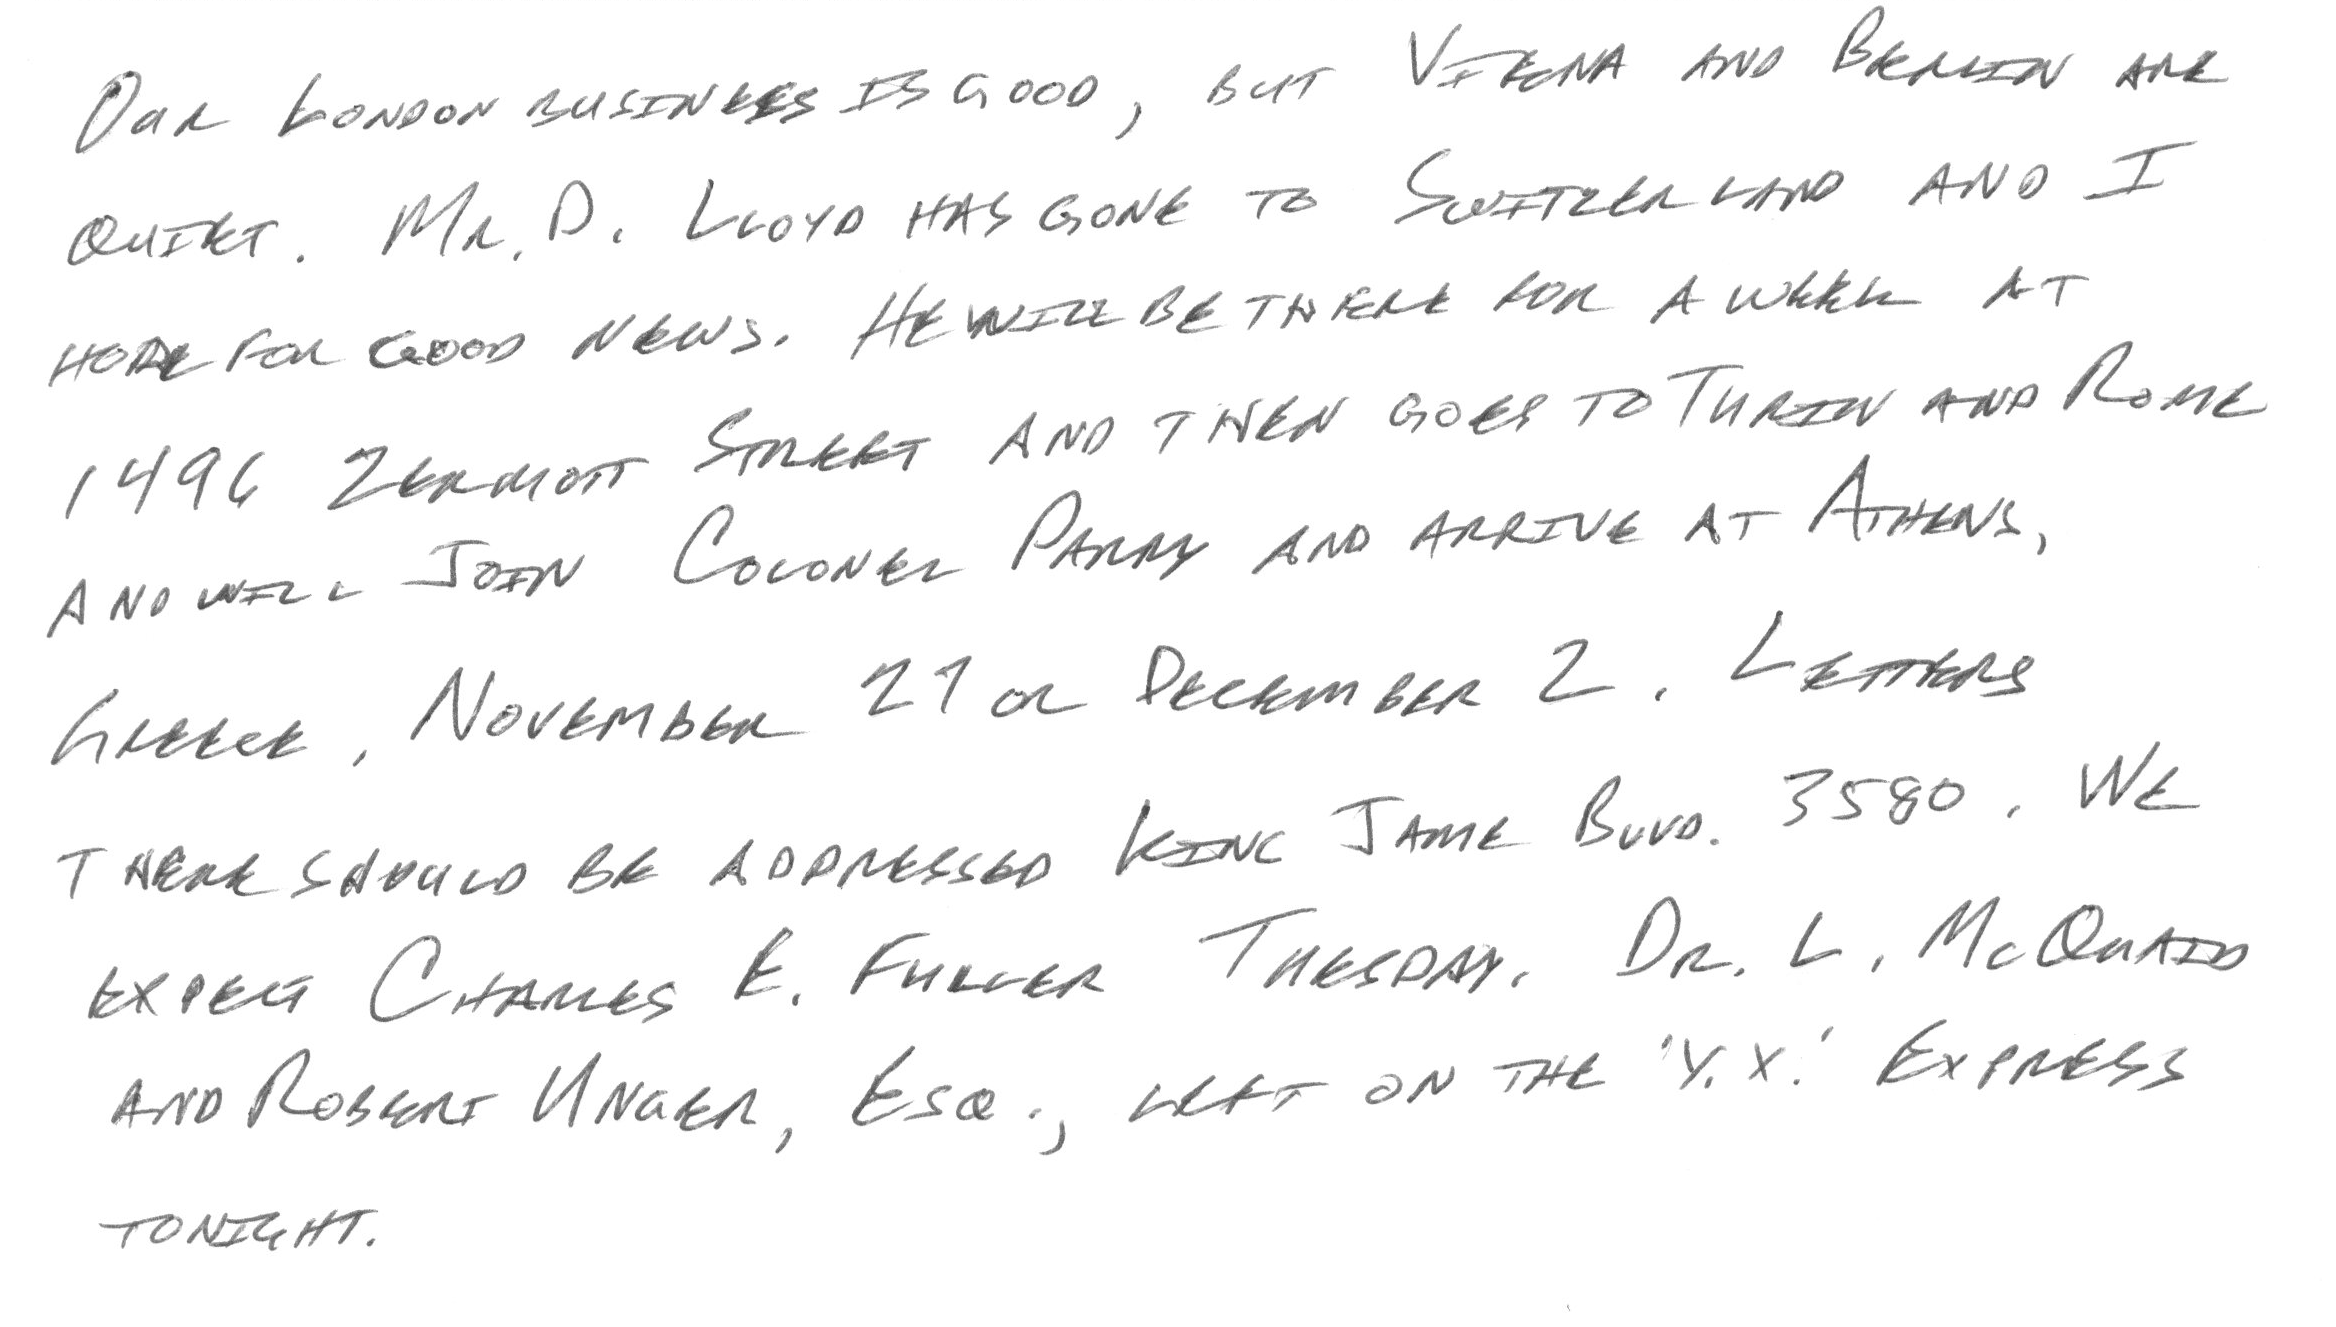 Our London business is good, but Vienna and Berlin are
quiet. Mr. D. Lloyd has gone to Switzerland and I
hope for good news. He will be there for a week at
1496 Zermott Street and then goes to Turin and Rome
and will join Colonel Parry and arrive at Athens,
Greece, November 27 or December 2. Letters
there should be addressed King Jame Blvd. 3580. We
expect Charles E. Fuller Tuesday. Dr. L. McQuaid
and Robert Unger, Esq., left on the 'Y.X.' Express
tonight.